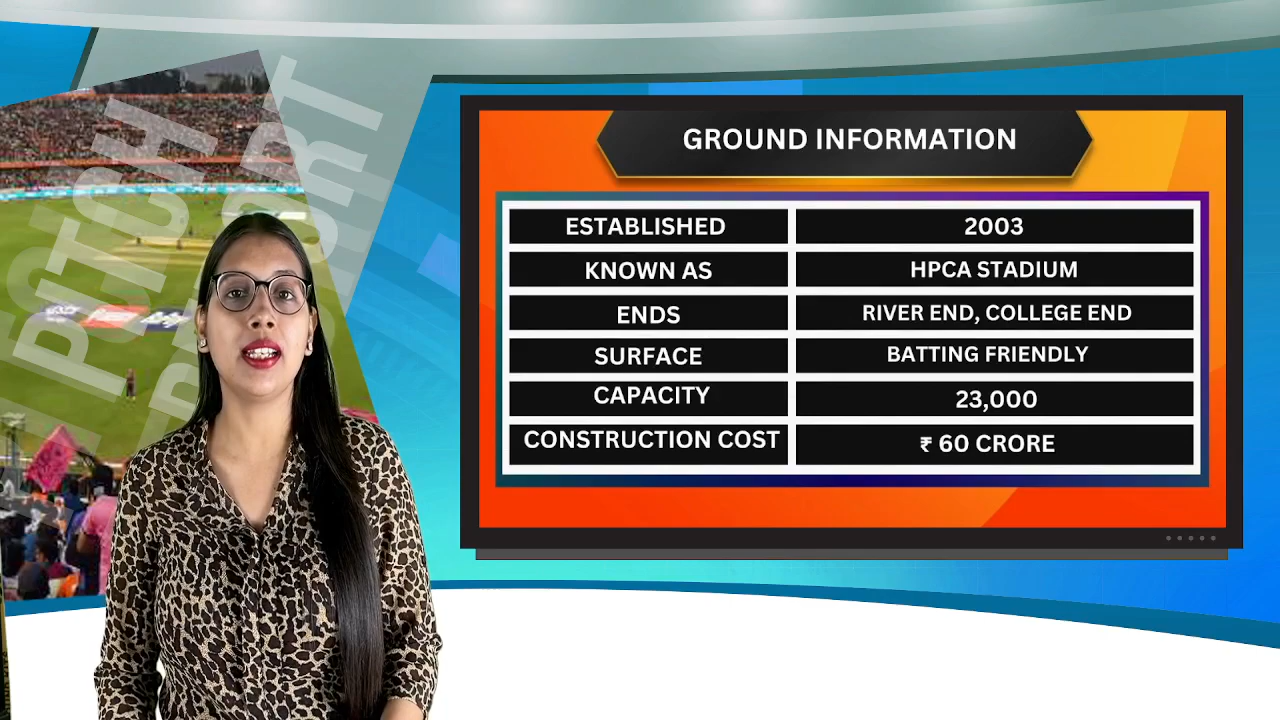 PITCH
REPORT
GROUND INFORMATION
ESTABLISHED 2003
KNOWN AS HPCA STADIUM
ENDS RIVER END, COLLEGE END
SURFACE BATTING FRIENDLY
CAPACITY 23,000
CONSTRUCTION COST ₹ 60 CRORE